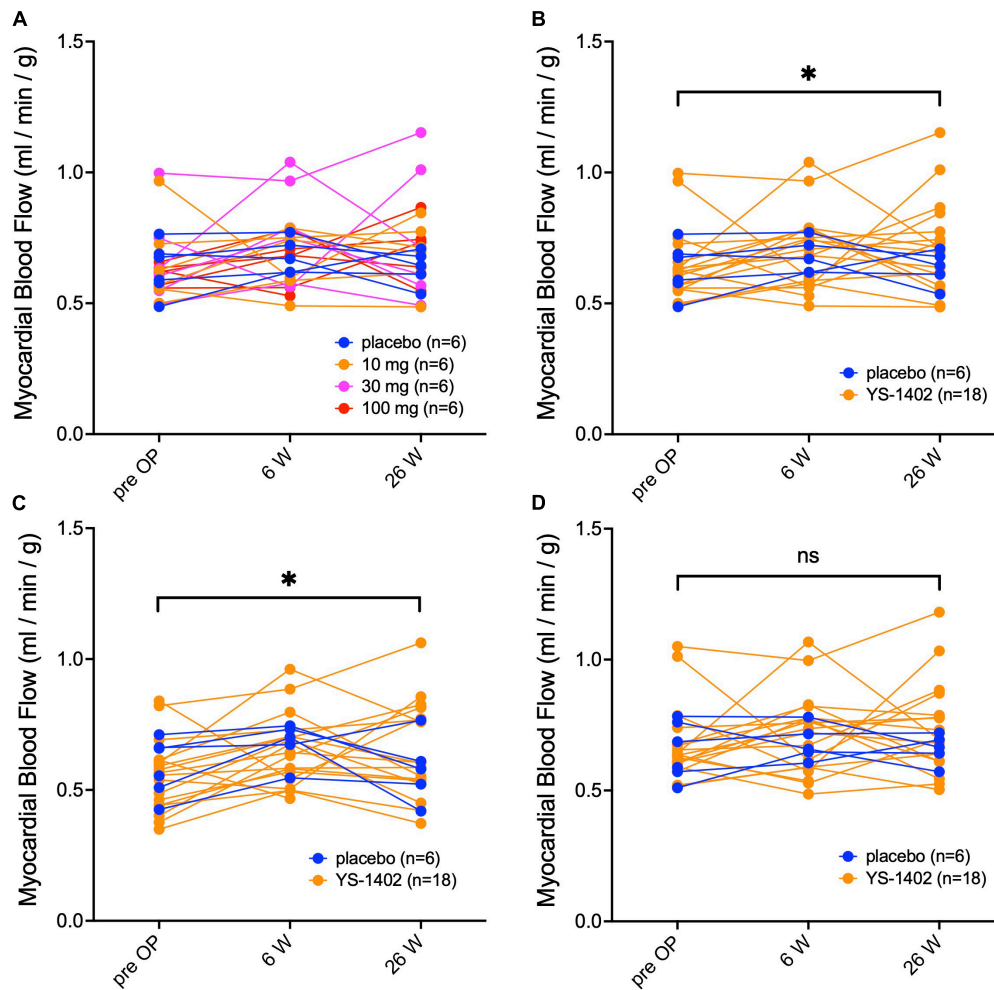 A
Myocardial Blood Flow (ml / min / g)
1.5
1.0
0.5
0.0
placebo (n=6)
10 mg (n=6)
30 mg (n=6)
100 mg (n=6)
pre OP
6 W
26 W
B
Myocardial Blood Flow (ml / min / g)
1.5
1.0
0.5
0.0
*
placebo (n=6)
YS-1402 (n=18)
pre OP
6 W
26 W
C
Myocardial Blood Flow (ml / min / g)
1.5
1.0
0.5
0.0
*
placebo (n=6)
YS-1402 (n=18)
pre OP
6 W
26 W
D
Myocardial Blood Flow (ml / min / g)
1.5
1.0
0.5
0.0
ns
placebo (n=6)
YS-1402 (n=18)
pre OP
6 W
26 W